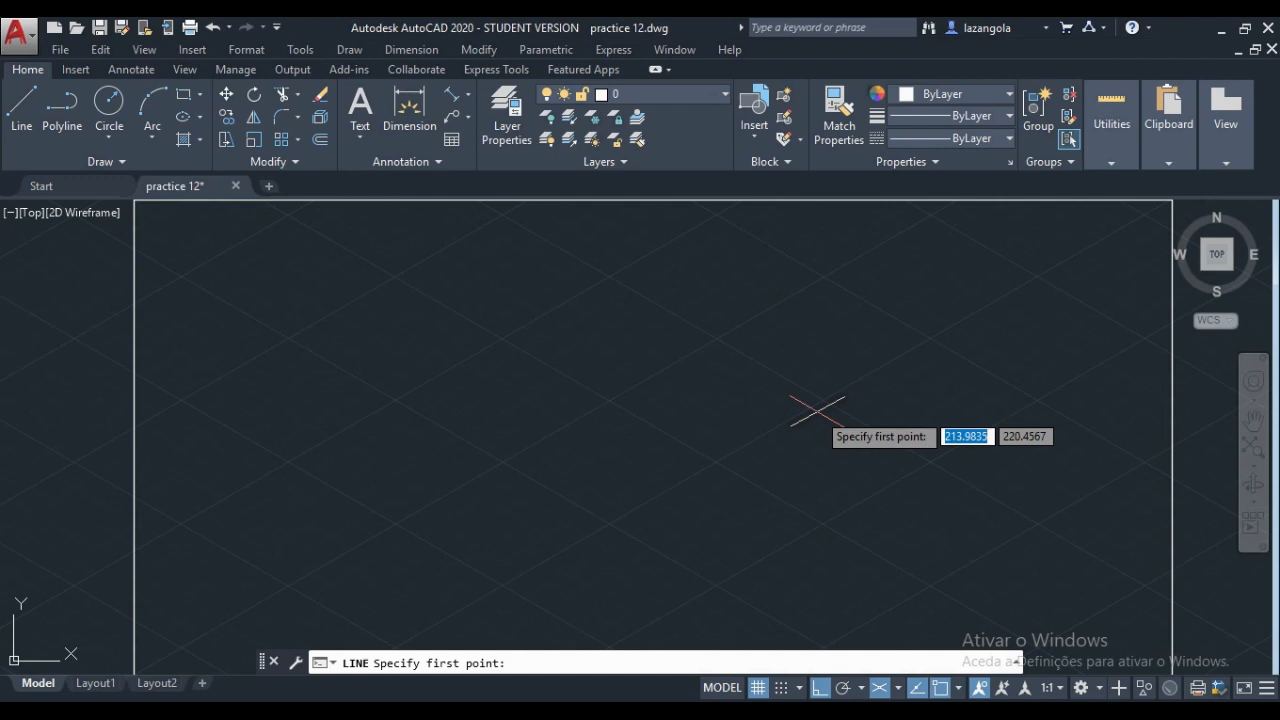 Autodesk AutoCAD 2020 - STUDENT VERSION practice 12.dwg Type a keyword or phrase lazangola
File Edit View Insert Format Tools Draw Dimension Modify Parametric Express Window Help
Home Insert Annotate View Manage Output Add-ins Collaborate Express Tools Featured Apps
0 ByLayer
ByLayer
ByLayer
Line Polyline Circle Arc Text Dimension Layer Properties Insert Match Properties Group Utilities Clipboard View
Draw Modify Annotation Layers Block Properties Groups
Start practice 12*
[−][Top][2D Wireframe]
N
W TOP E
S
WCS
Specify first point: 213.9835 220.4567
Y
X
Ativar o Windows
Aceda a Definições para ativar o Windows.
LINE Specify first point:
Model Layout1 Layout2 MODEL 1:1